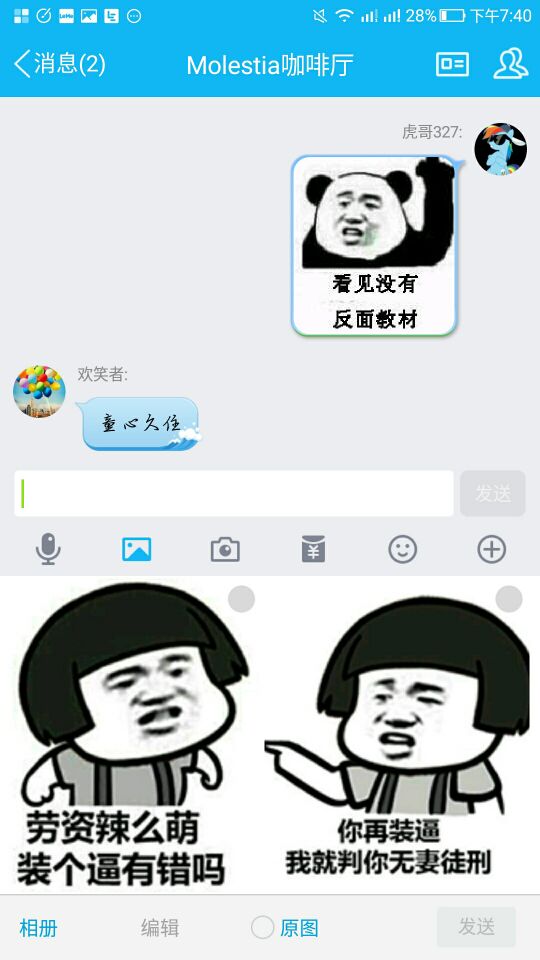 28% 下午7:40
消息(2)
Molestia咖啡厅
虎哥327:
看见没有
反面教材
欢笑者:
童心久住
发送
劳资辣么萌
装个逼有错吗
你再装逼
我就判你无妻徒刑
相册
编辑
原图
发送